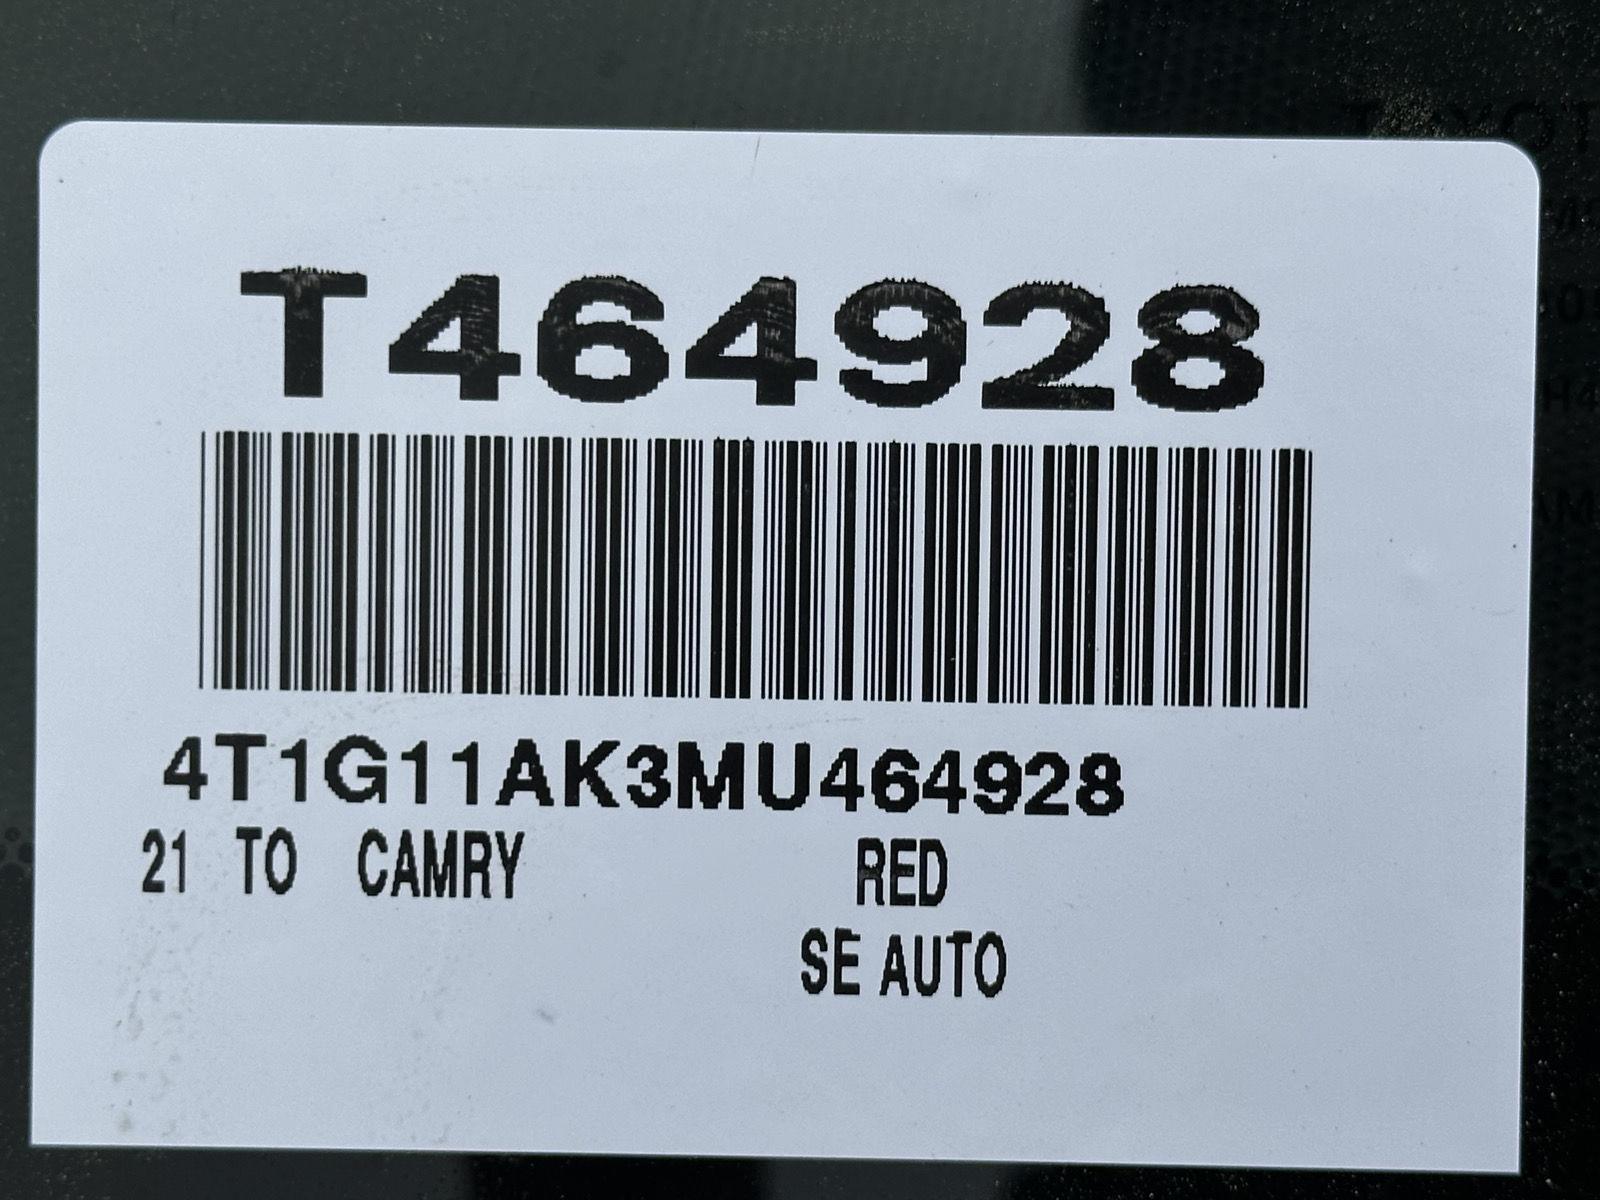 T464928
4T1G11AK3MU464928
21 TO CAMRY RED
SE AUTO